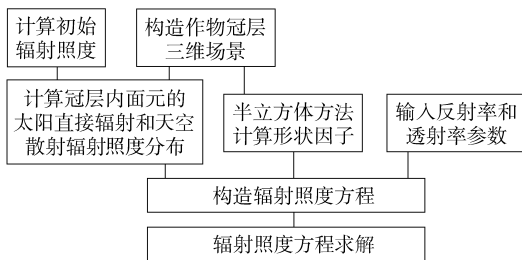 计算初始
辐射照度
构造作物冠层
三维场景
计算冠层内面元的
太阳直接辐射和天空
散射辐射照度分布
半立方体方法
计算形状因子
输入反射率和
透射率参数
构造辐射照度方程
辐射照度方程求解